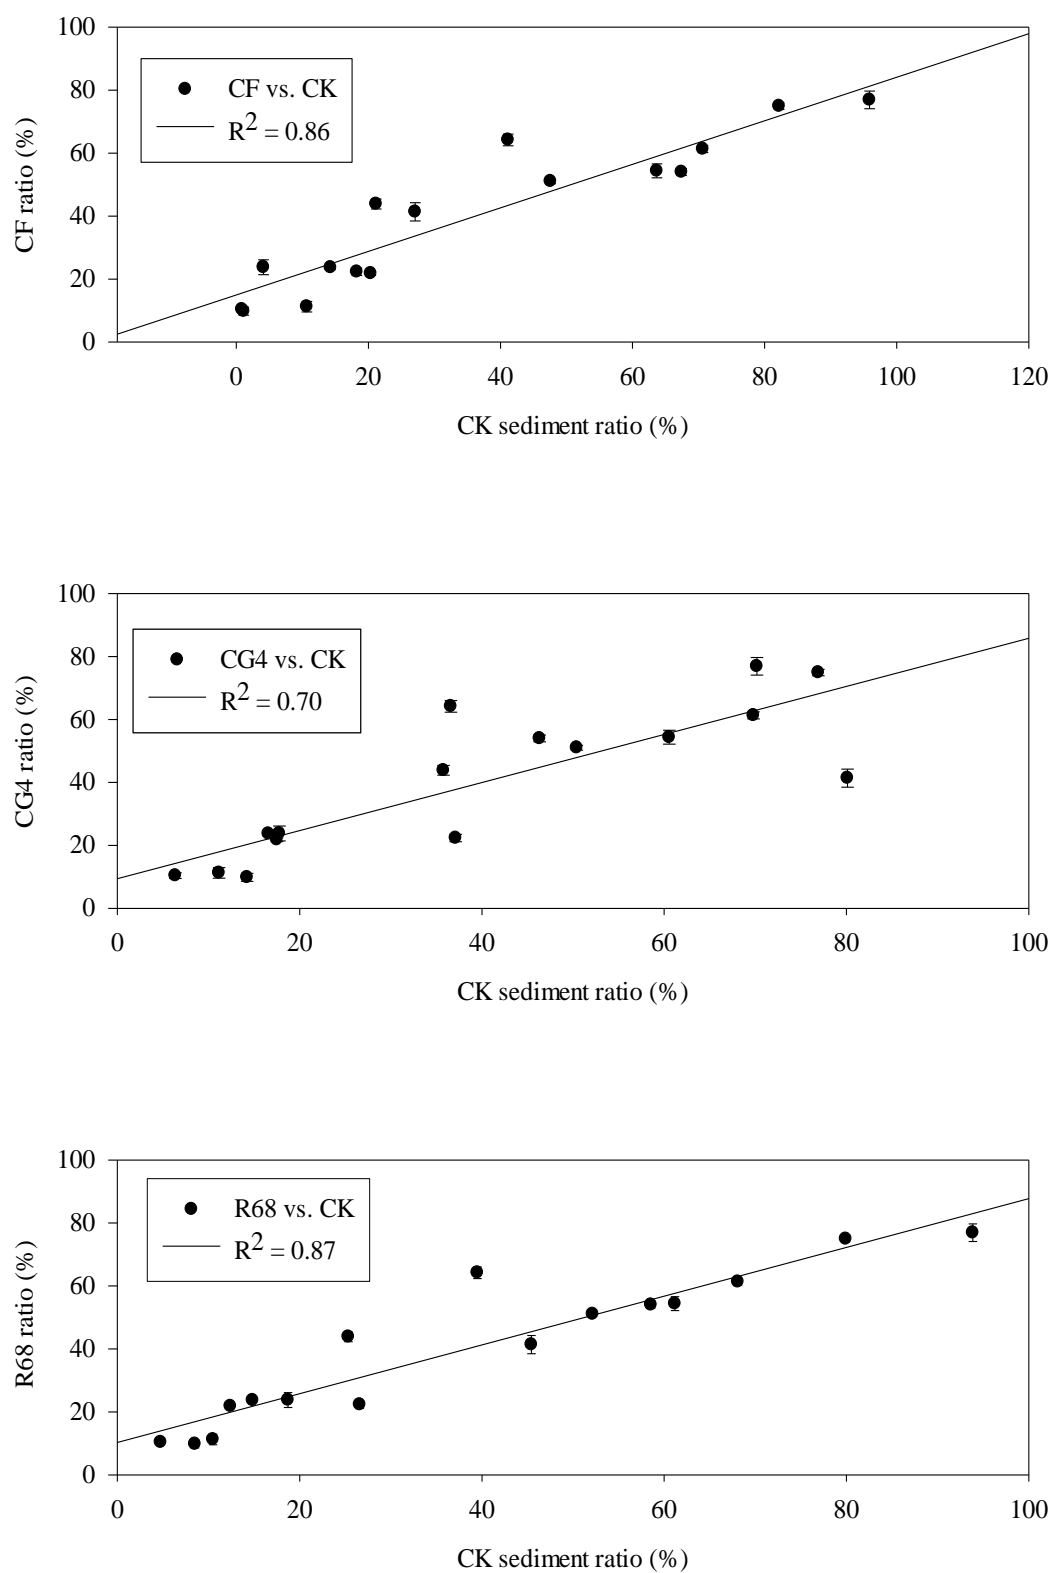 100
80
60
40
20
0
CF ratio (%)
CF vs. CK
R2 = 0.86
0 20 40 60 80 100 120
CK sediment ratio (%)
100
80
60
40
20
0
CG4 ratio (%)
CG4 vs. CK
R2 = 0.70
0 20 40 60 80 100
CK sediment ratio (%)
100
80
60
40
20
0
R68 ratio (%)
R68 vs. CK
R2 = 0.87
0 20 40 60 80 100
CK sediment ratio (%)